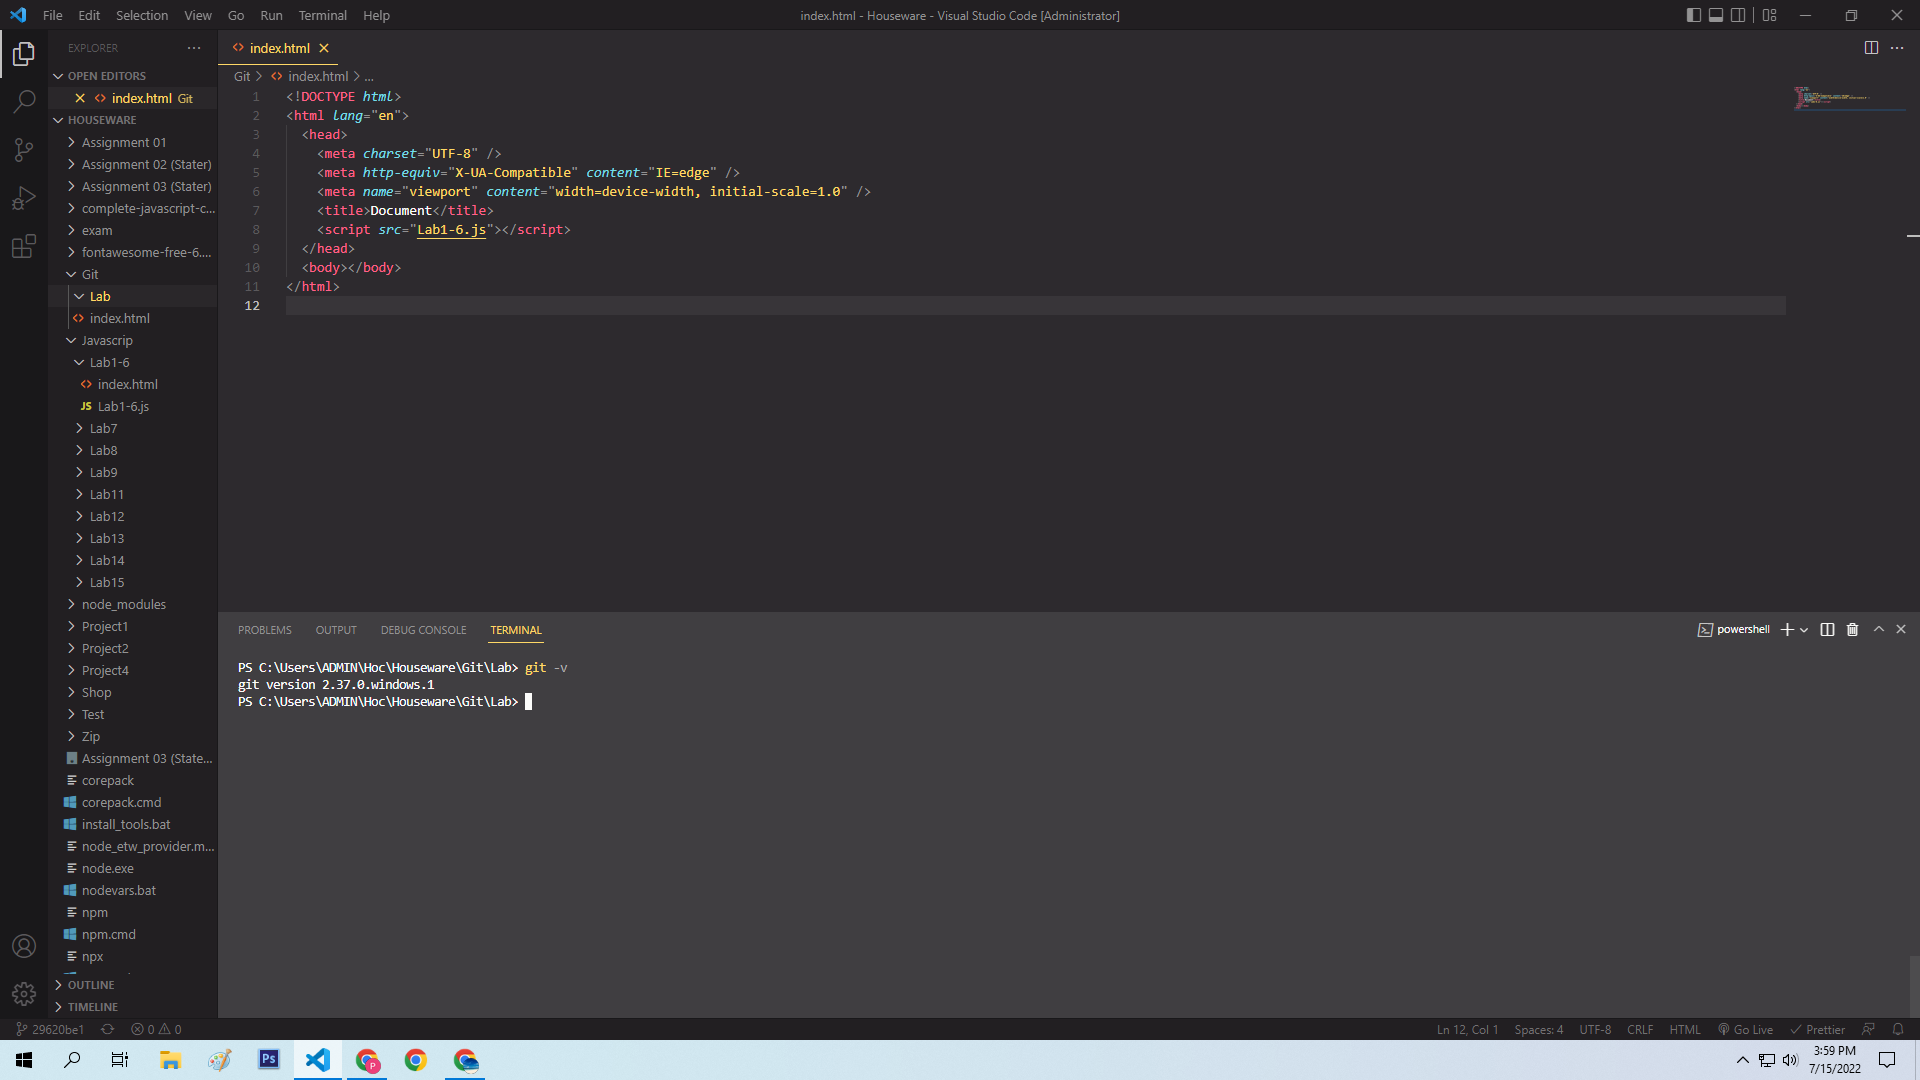 File Edit Selection View Go Run Terminal Help
index.html - Houseware - Visual Studio Code [Administrator]
EXPLORER
OPEN EDITORS
index.html Git
HOUSEWARE
Assignment 01
Assignment 02 (Stater)
Assignment 03 (Stater)
complete-javascript-c...
exam
fontawesome-free-6....
Git
Lab
index.html
Javascrip
Lab1-6
index.html
JS Lab1-6.js
Lab7
Lab8
Lab9
Lab11
Lab12
Lab13
Lab14
Lab15
node_modules
Project1
Project2
Project4
Shop
Test
Zip
Assignment 03 (State...
corepack
corepack.cmd
install_tools.bat
node_etw_provider.m...
node.exe
nodevars.bat
npm
npm.cmd
npx
OUTLINE
TIMELINE
index.html
Git > index.html > ...
1 <!DOCTYPE html>
2 <html lang="en">
3 <head>
4 <meta charset="UTF-8" />
5 <meta http-equiv="X-UA-Compatible" content="IE=edge" />
6 <meta name="viewport" content="width=device-width, initial-scale=1.0" />
7 <title>Document</title>
8 <script src="Lab1-6.js"></script>
9 </head>
10 <body></body>
11 </html>
12
PROBLEMS OUTPUT DEBUG CONSOLE TERMINAL
powershell
PS C:\Users\ADMIN\Hoc\Houseware\Git\Lab> git -v
git version 2.37.0.windows.1
PS C:\Users\ADMIN\Hoc\Houseware\Git\Lab>
29620be1 0 0
Ln 12, Col 1 Spaces: 4 UTF-8 CRLF HTML Go Live Prettier
Ps
P
3:59 PM
7/15/2022